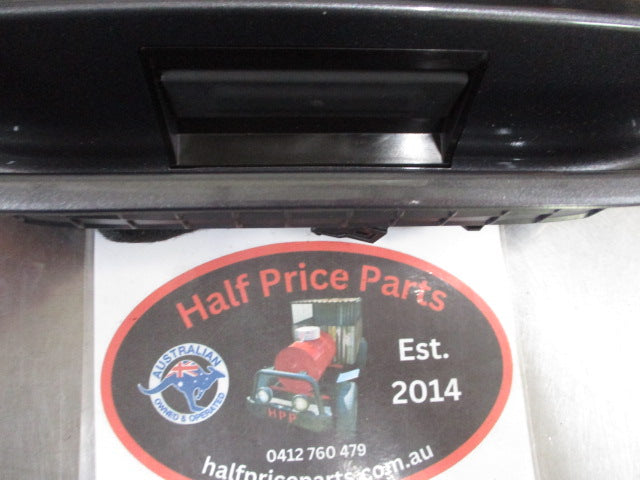 Half Price Parts
AUSTRALIAN
OWNED & OPERATED
Est.
2014
HPP
0412 760 479
halfpriceparts.com.au